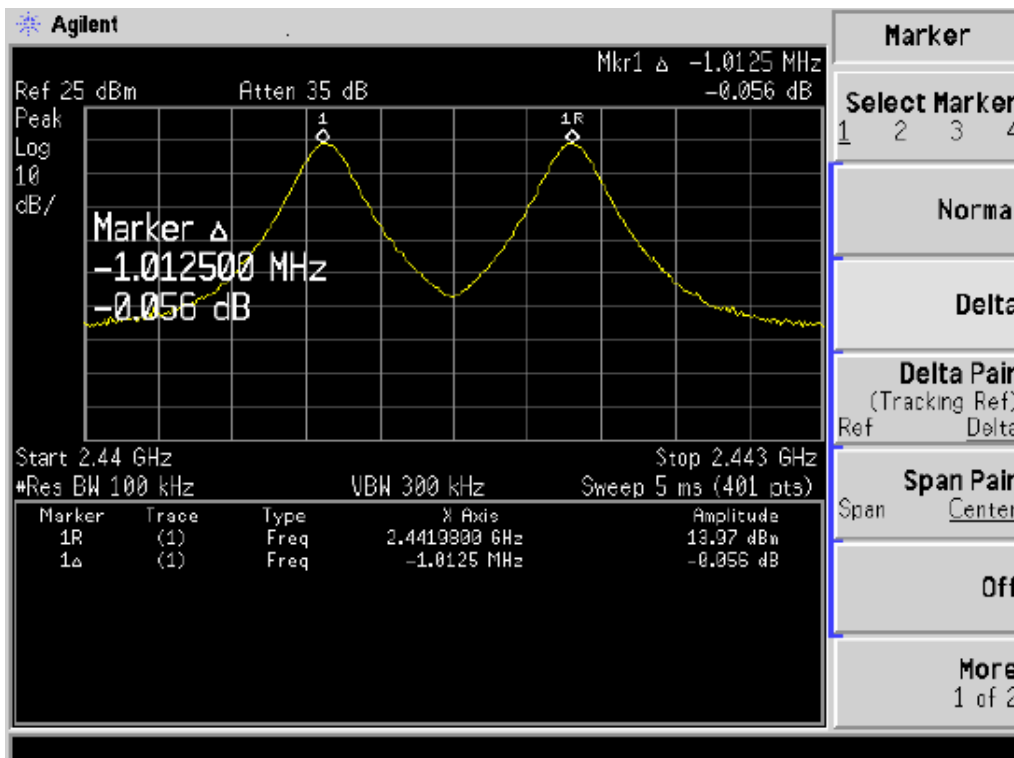 Agilent
Marker
Mkr1 Δ -1.0125 MHz
Ref 25 dBm Atten 35 dB -0.056 dB
Peak
Log
10
dB/
1 1R
Marker Δ
-1.012500 MHz
-0.056 dB
Start 2.44 GHz Stop 2.443 GHz
#Res BW 100 kHz VBW 300 kHz Sweep 5 ms (401 pts)
Marker Trace Type X Axis Amplitude
1R (1) Freq 2.4419800 GHz 13.97 dBm
1Δ (1) Freq -1.0125 MHz -0.056 dB
Select Marker
1 2 3 4
Norma
Delta
Delta Pair
(Tracking Ref)
Ref Delta
Span Pair
Span Center
Off
More
1 of 2